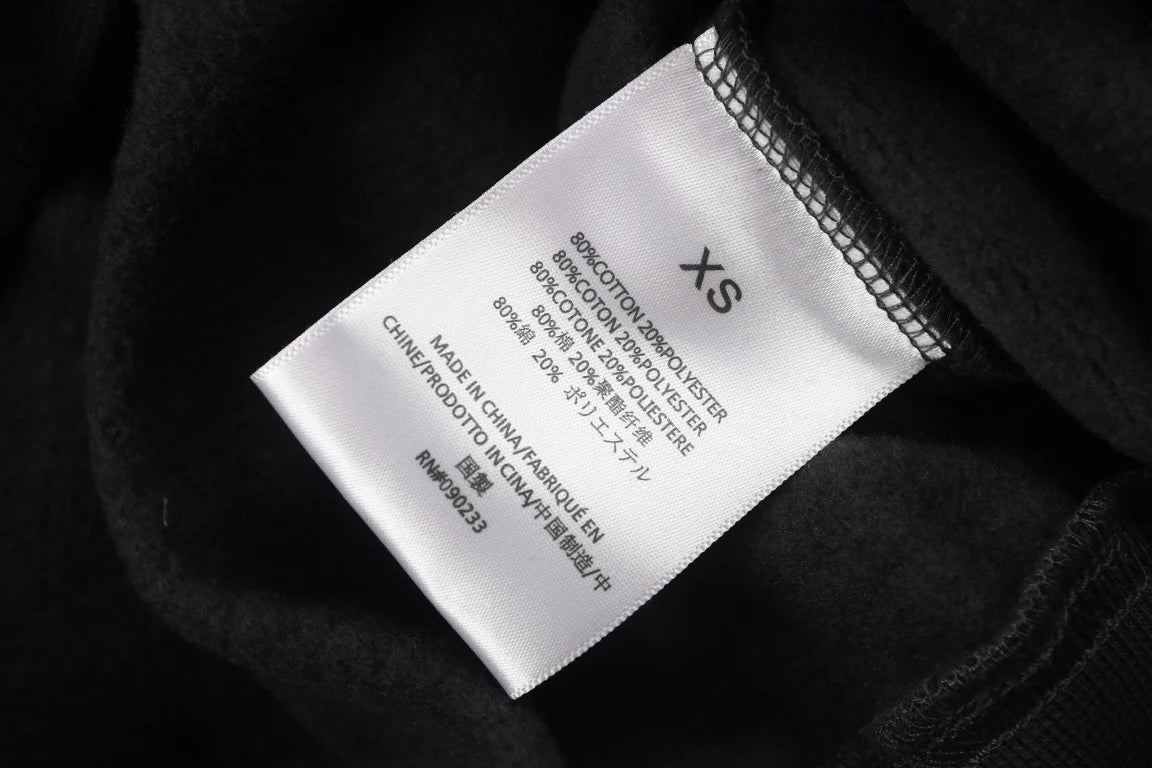 XS
80%COTTON 20%POLYESTER
80%COTON 20%POLYESTER
80%COTONE 20%POLIESTERE
80%棉 20%聚酯纤维
80%綿 20% ポリエステル
MADE IN CHINA/FABRIQUÉ EN
CHINE/PRODOTTO IN CINA/中国制造/中
国製
RN#090233